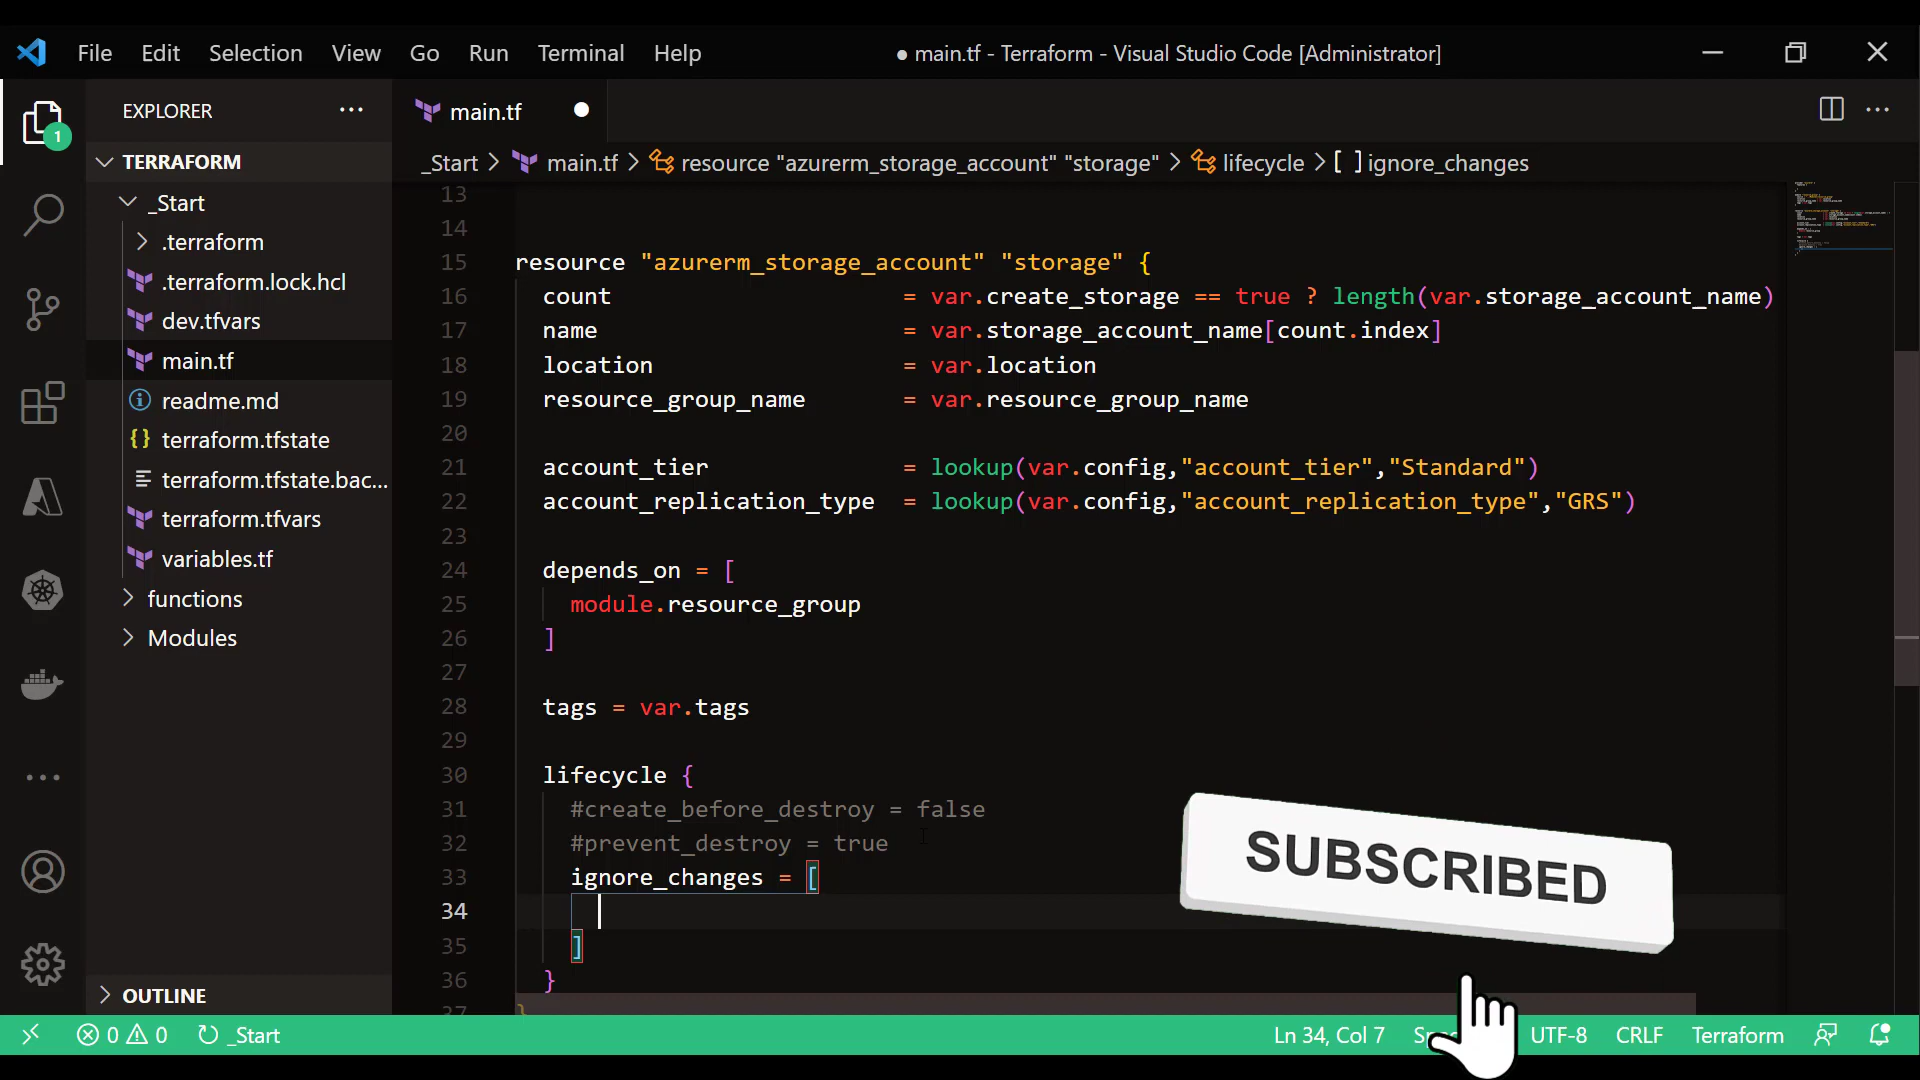 File Edit Selection View Go Run Terminal Help
● main.tf - Terraform - Visual Studio Code [Administrator]
EXPLORER ···
1
TERRAFORM
_Start
.terraform
.terraform.lock.hcl
dev.tfvars
main.tf
readme.md
terraform.tfstate
terraform.tfstate.bac...
terraform.tfvars
variables.tf
functions
Modules
OUTLINE
main.tf
_Start > main.tf > resource "azurerm_storage_account" "storage" > lifecycle > [ ] ignore_changes
13
14
15 resource "azurerm_storage_account" "storage" {
16 count = var.create_storage == true ? length(var.storage_account_name)
17 name = var.storage_account_name[count.index]
18 location = var.location
19 resource_group_name = var.resource_group_name
20
21 account_tier = lookup(var.config,"account_tier","Standard")
22 account_replication_type = lookup(var.config,"account_replication_type","GRS")
23
24 depends_on = [
25 module.resource_group
26 ]
27
28 tags = var.tags
29
30 lifecycle {
31 #create_before_destroy = false
32 #prevent_destroy = true
33 ignore_changes = [
34
35 ]
36 }
37 }
SUBSCRIBED
0 0 _Start
Ln 34, Col 7 UTF-8 CRLF Terraform